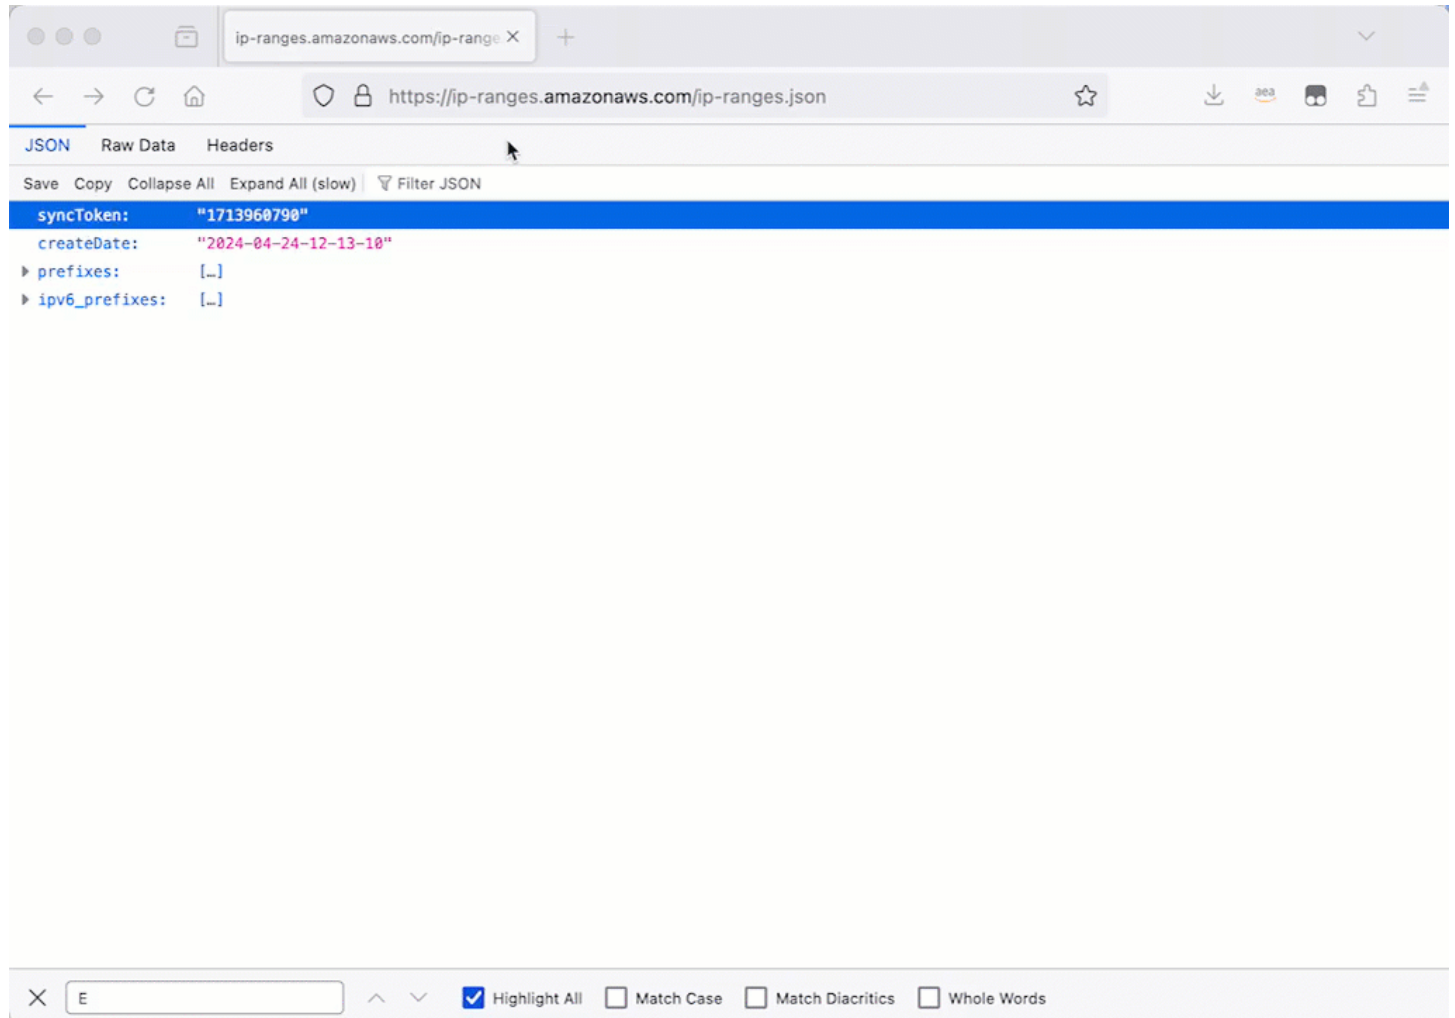 ip-ranges.amazonaws.com/ip-range
https://ip-ranges.amazonaws.com/ip-ranges.json
aea
JSON Raw Data Headers
Save Copy Collapse All Expand All (slow) Filter JSON
syncToken: "1713960790"
createDate: "2024-04-24-12-13-10"
prefixes: […]
ipv6_prefixes: […]
E Highlight All Match Case Match Diacritics Whole Words